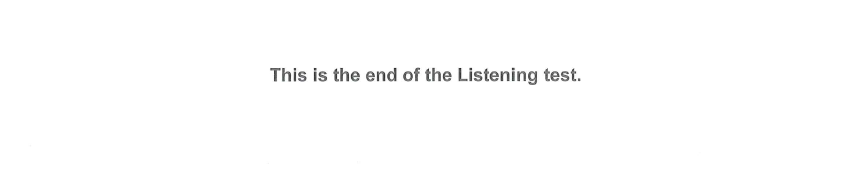 This is the end of the Listening test.